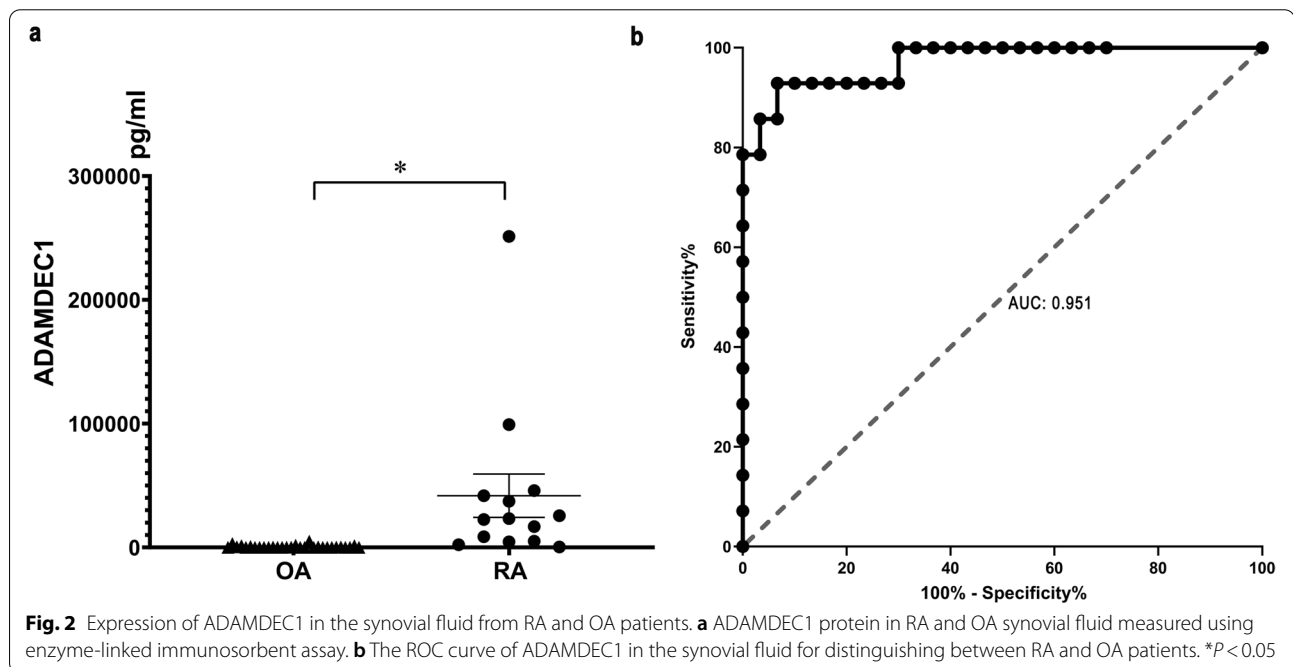 a
pg/ml
ADAMDEC1
300000
200000
100000
0
*
OA
RA
b
Sensitivity%
100
80
60
40
20
0
AUC: 0.951
0
20
40
60
80
100
100% - Specificity%
Fig. 2 Expression of ADAMDEC1 in the synovial fluid from RA and OA patients. a ADAMDEC1 protein in RA and OA synovial fluid measured using
enzyme-linked immunosorbent assay. b The ROC curve of ADAMDEC1 in the synovial fluid for distinguishing between RA and OA patients. *P < 0.05